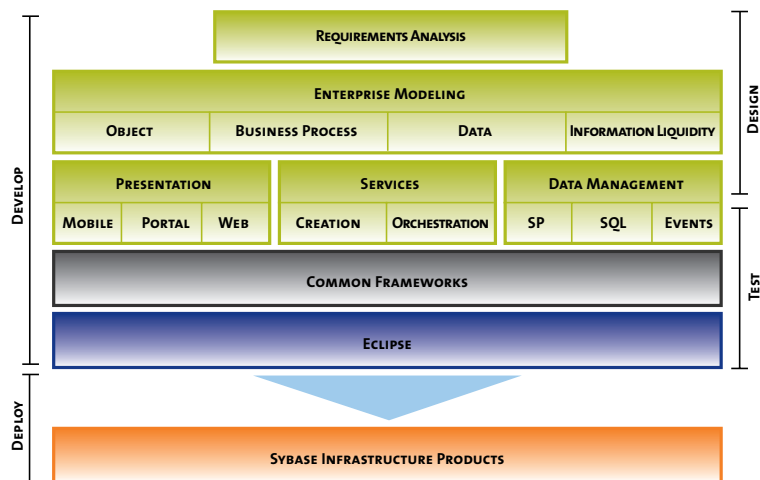 Requirements Analysis
Enterprise Modeling
Object Business Process Data Information Liquidity
Design
Develop
Presentation Services Data Management
Mobile Portal Web Creation Orchestration SP SQL Events
Common Frameworks
Test
Eclipse
Deploy
Sybase Infrastructure Products